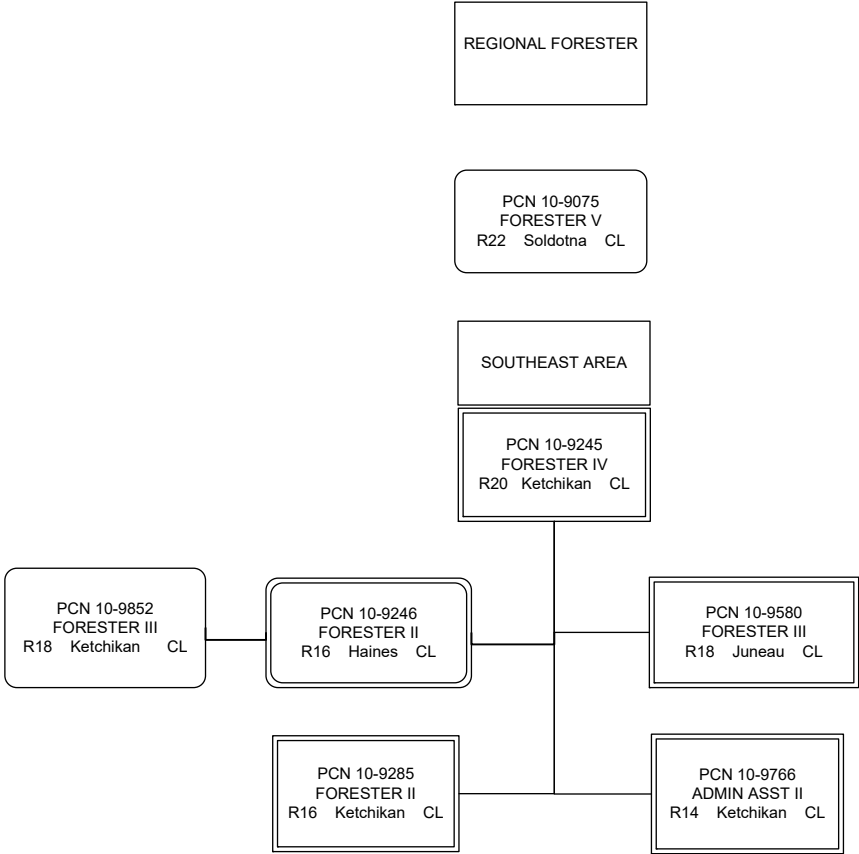 REGIONAL FORESTER
PCN 10-9075
FORESTER V
R22 Soldotna CL
SOUTHEAST AREA
PCN 10-9245
FORESTER IV
R20 Ketchikan CL
PCN 10-9852
FORESTER III
R18 Ketchikan CL
PCN 10-9246
FORESTER II
R16 Haines CL
PCN 10-9580
FORESTER III
R18 Juneau CL
PCN 10-9285
FORESTER II
R16 Ketchikan CL
PCN 10-9766
ADMIN ASST II
R14 Ketchikan CL